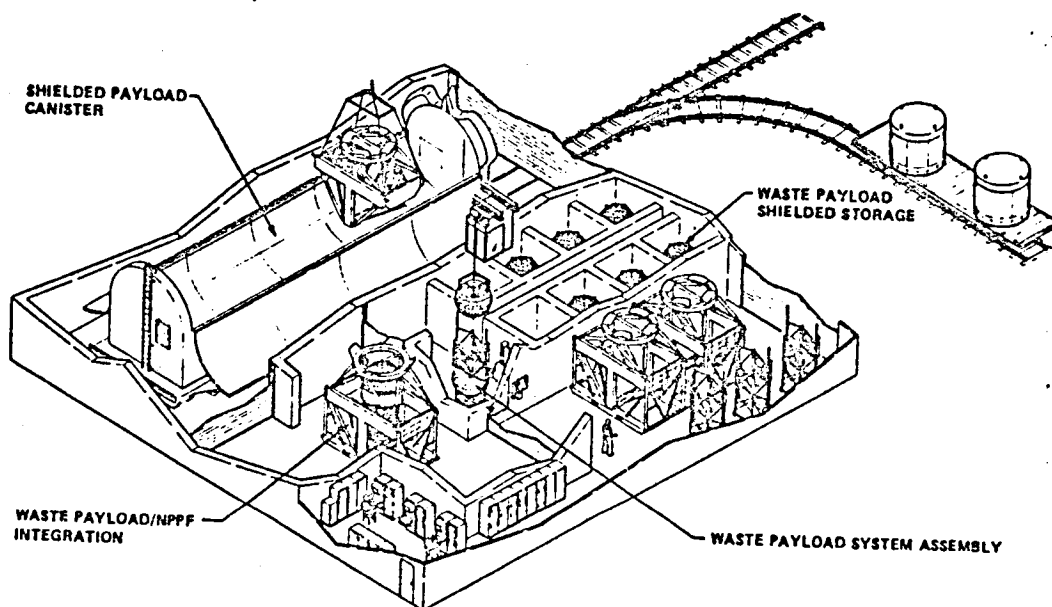 SHIELDED PAYLOAD
CANISTER
WASTE PAYLOAD
SHIELDED STORAGE
WASTE PAYLOAD/NPPF
INTEGRATION
WASTE PAYLOAD SYSTEM ASSEMBLY